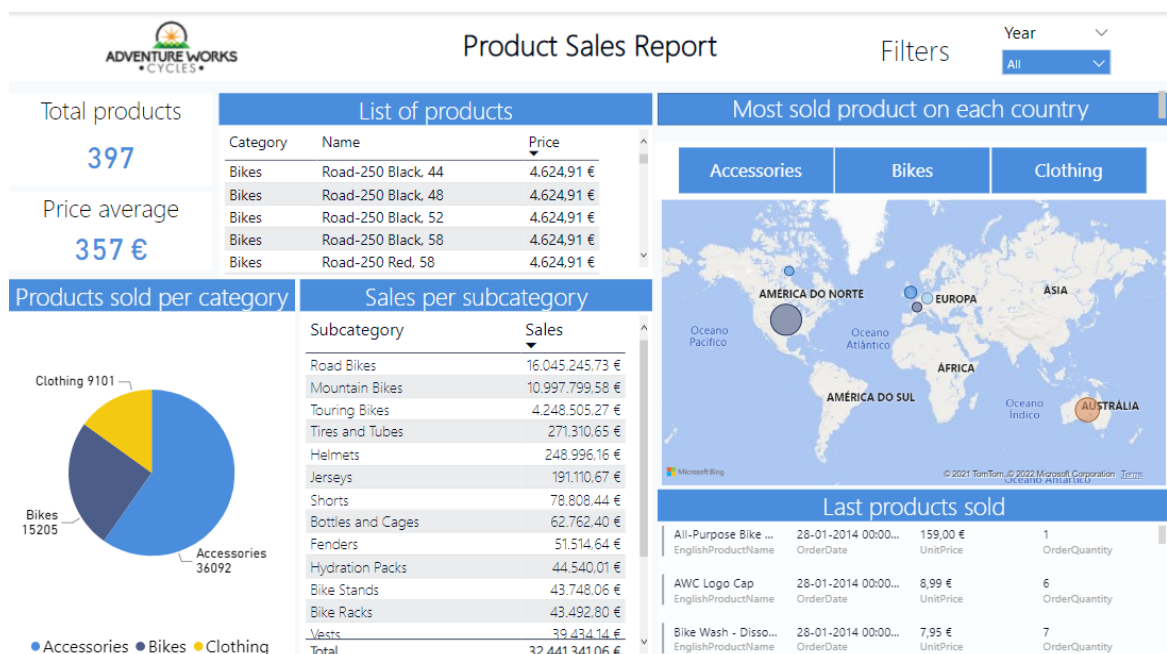 ADVENTURE WORKS
• CYCLES •
Product Sales Report
Filters
Year
All
Total products
397
Price average
357 €
List of products
Category Name Price
Bikes Road-250 Black, 44 4.624,91 €
Bikes Road-250 Black, 48 4.624,91 €
Bikes Road-250 Black, 52 4.624,91 €
Bikes Road-250 Black, 58 4.624,91 €
Bikes Road-250 Red, 58 4.624,91 €
Most sold product on each country
Accessories Bikes Clothing
AMÉRICA DO NORTE
EUROPA
ÁSIA
Oceano
Pacífico
Oceano
Atlântico
ÁFRICA
AMÉRICA DO SUL
Oceano
Índico
AUSTRÁLIA
Microsoft Bing
© 2021 TomTom, © 2022 Microsoft Corporation Terms
Oceano Antártico
Products sold per category
Clothing 9101
Bikes
15205
Accessories
36092
Accessories Bikes Clothing
Sales per subcategory
Subcategory Sales
Road Bikes 16.045.245,73 €
Mountain Bikes 10.997.799,58 €
Touring Bikes 4.248.505,27 €
Tires and Tubes 271.310,65 €
Helmets 248.996,16 €
Jerseys 191.110,67 €
Shorts 78.808,44 €
Bottles and Cages 62.762,40 €
Fenders 51.514,64 €
Hydration Packs 44.540,01 €
Bike Stands 43.748,06 €
Bike Racks 43.492,80 €
Vests 39.434,14 €
Total 32.441.341,06 €
Last products sold
All-Purpose Bike ... 28-01-2014 00:00... 159,00 € 1
EnglishProductName OrderDate UnitPrice OrderQuantity
AWC Logo Cap 28-01-2014 00:00... 8,99 € 6
EnglishProductName OrderDate UnitPrice OrderQuantity
Bike Wash - Disso... 28-01-2014 00:00... 7,95 € 7
EnglishProductName OrderDate UnitPrice OrderQuantity